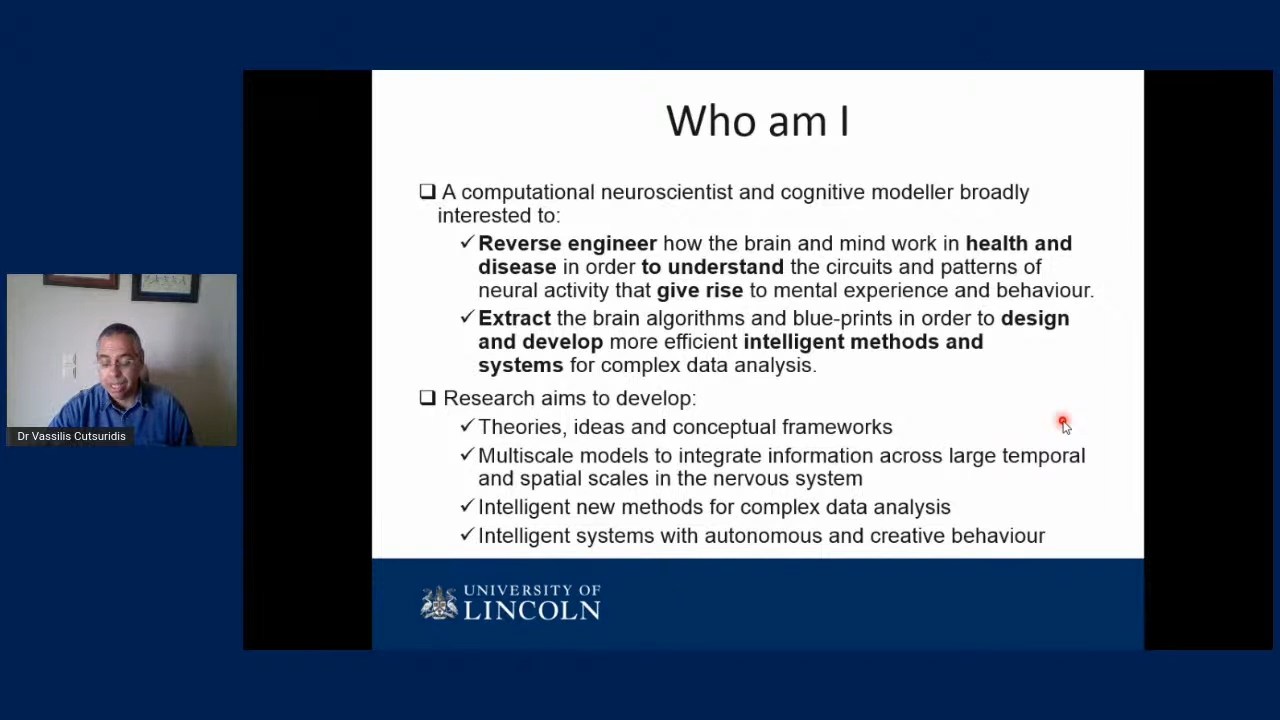 Who am I
A computational neuroscientist and cognitive modeller broadly
interested to:
Reverse engineer how the brain and mind work in health and
disease in order to understand the circuits and patterns of
neural activity that give rise to mental experience and behaviour.
Extract the brain algorithms and blue-prints in order to design
and develop more efficient intelligent methods and
systems for complex data analysis.
Research aims to develop:
Theories, ideas and conceptual frameworks
Multiscale models to integrate information across large temporal
and spatial scales in the nervous system
Intelligent new methods for complex data analysis
Intelligent systems with autonomous and creative behaviour
Dr Vassilis Cutsuridis
UNIVERSITY OF
LINCOLN